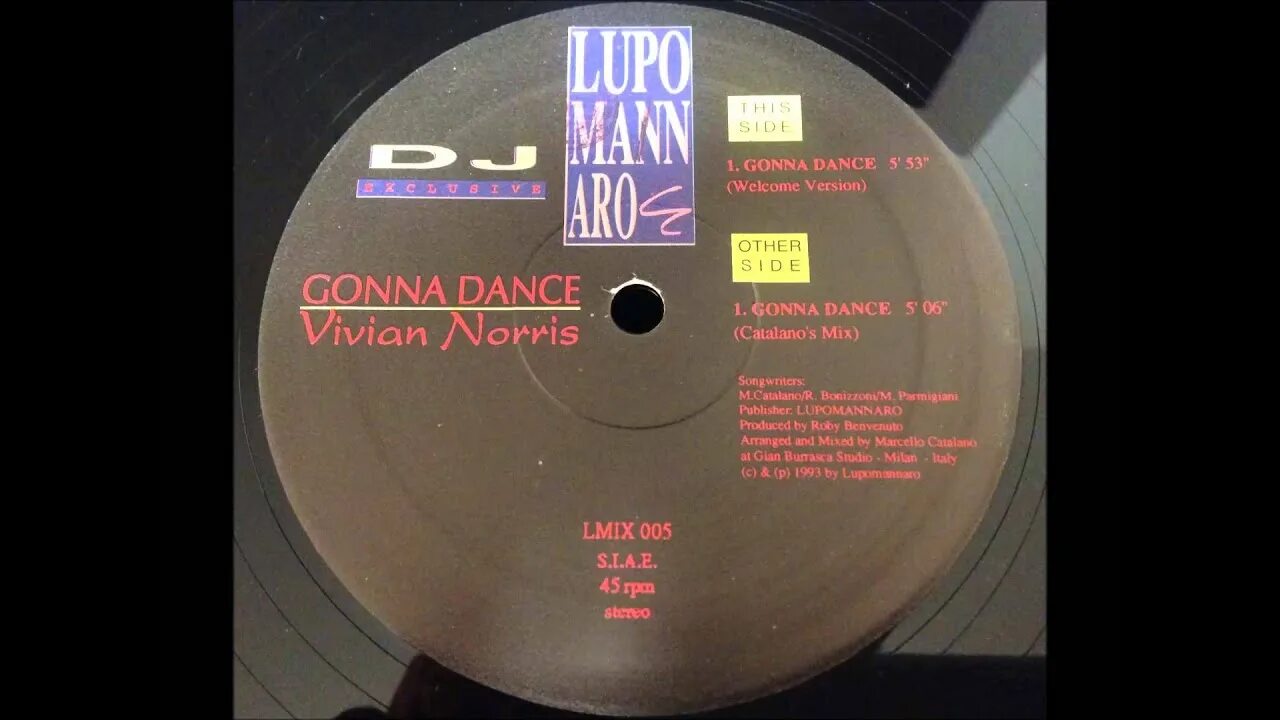 LUPO
MANN
ARO
DJ
EXCLUSIVE
GONNA DANCE
Vivian Norris
THIS
SIDE
1. GONNA DANCE 5' 53"
(Welcome Version)
OTHER
SIDE
1. GONNA DANCE 5' 06"
(Catalano's Mix)
Songwriters:
M.Catalano/R. Bonizzoni/M. Parmigiani
Publisher: LUPOMANNARO
Produced by Roby Benvenuto
Arranged and Mixed by Marcello Catalano
at Gian Burrasca Studio - Milan - Italy
(c) & (p) 1993 by Lupomannaro
LMIX 005
S.I.A.E.
45 rpm
stereo